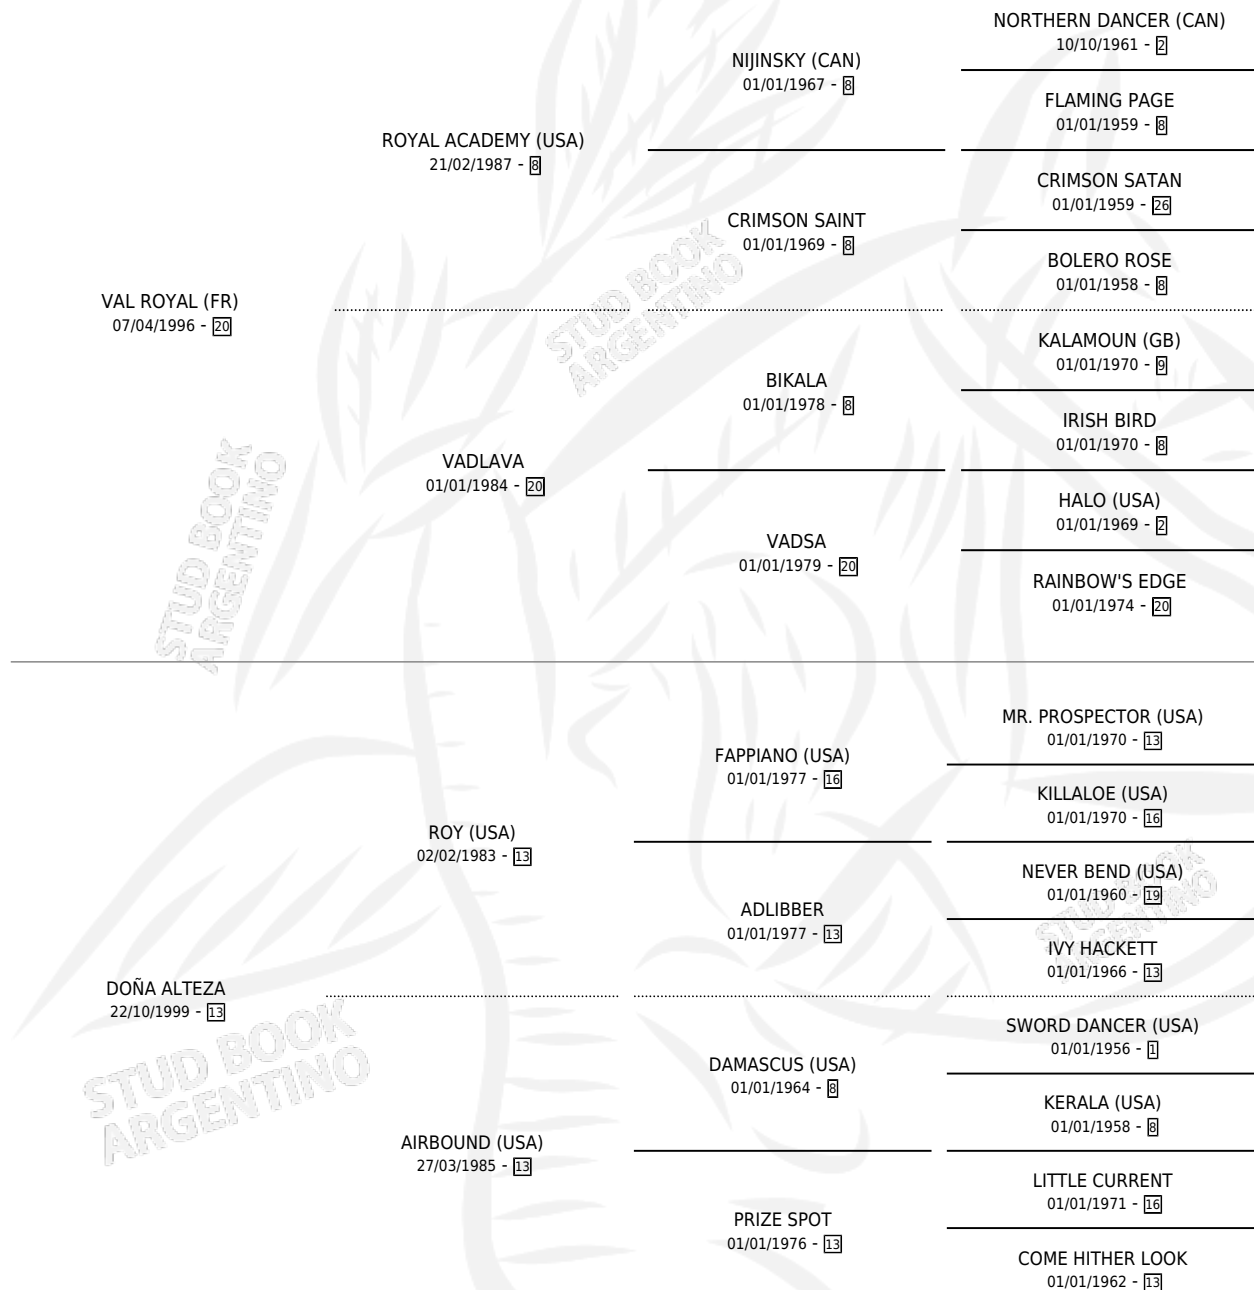 NORTHERN DANCER (CAN)
10/10/1961 - 2
NIJINSKY (CAN)
01/01/1967 - 8
FLAMING PAGE
01/01/1959 - 8
ROYAL ACADEMY (USA)
21/02/1987 - 8
CRIMSON SATAN
01/01/1959 - 26
CRIMSON SAINT
01/01/1969 - 8
BOLERO ROSE
01/01/1958 - 8
VAL ROYAL (FR)
07/04/1996 - 20
KALAMOUN (GB)
01/01/1970 - 9
BIKALA
01/01/1978 - 8
IRISH BIRD
01/01/1970 - 8
VADLAVA
01/01/1984 - 20
HALO (USA)
01/01/1969 - 2
VADSA
01/01/1979 - 20
RAINBOW'S EDGE
01/01/1974 - 20
MR. PROSPECTOR (USA)
01/01/1970 - 13
FAPPIANO (USA)
01/01/1977 - 16
KILLALOE (USA)
01/01/1970 - 16
ROY (USA)
02/02/1983 - 13
NEVER BEND (USA)
01/01/1960 - 19
ADLIBBER
01/01/1977 - 13
IVY HACKETT
01/01/1966 - 13
DOÑA ALTEZA
22/10/1999 - 13
SWORD DANCER (USA)
01/01/1956 - 1
DAMASCUS (USA)
01/01/1964 - 8
KERALA (USA)
01/01/1958 - 8
AIRBOUND (USA)
27/03/1985 - 13
LITTLE CURRENT
01/01/1971 - 16
PRIZE SPOT
01/01/1976 - 13
COME HITHER LOOK
01/01/1962 - 13
STUD BOOK
ARGENTINO
STUD BOOK
ARGENTINO
STUD BOOK
ARGENTINO
STUD BOOK
ARGENTINO